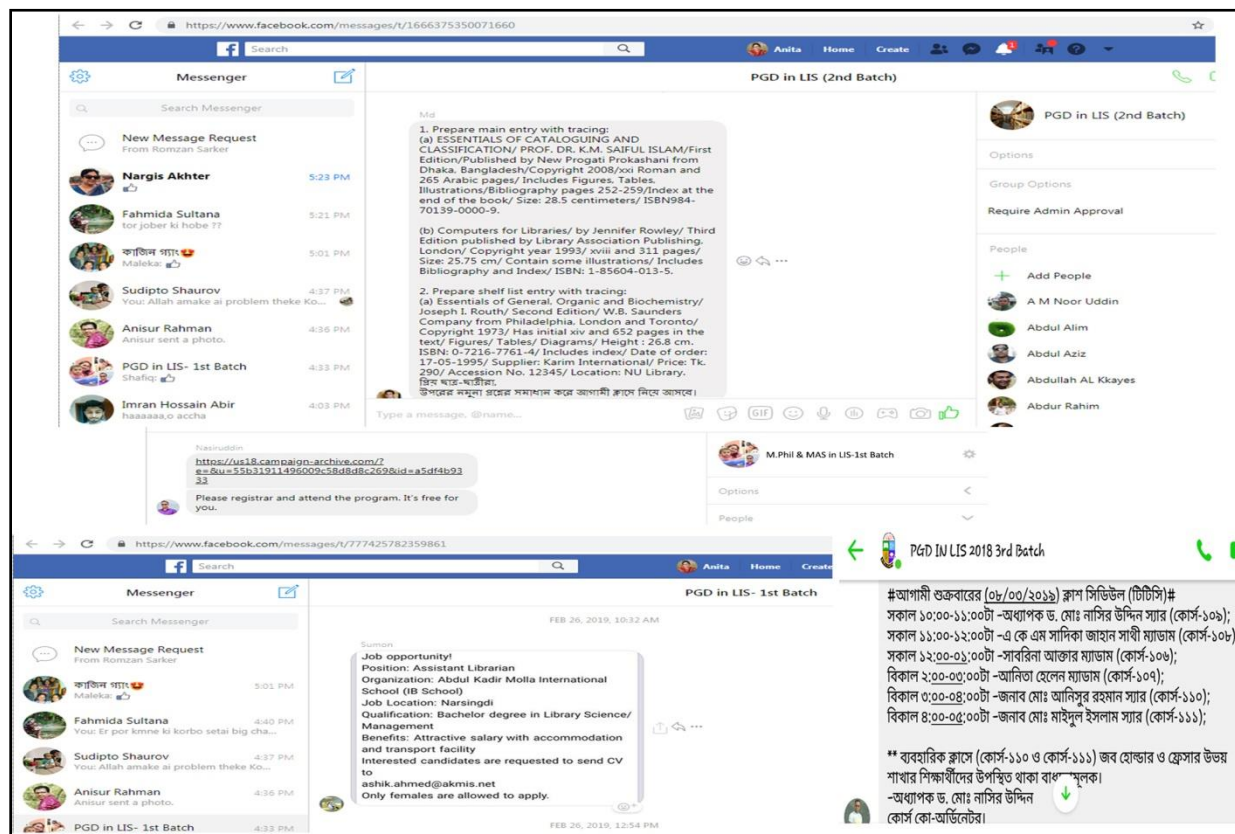 https://www.facebook.com/messages/t/1666375350071660
Search
Anita Home Create
1
Messenger
PGD in LIS (2nd Batch)
Search Messenger
New Message Request
From Romzan Sarker
Nargis Akhter 5:23 PM
Fahmida Sultana 5:21 PM
tor jober ki hobe ??
কাজিন গ্যাং 5:01 PM
Maleka:
Sudipto Shaurov 4:37 PM
You: Allah amake ai problem theke Ko...
Anisur Rahman 4:36 PM
Anisur sent a photo.
PGD in LIS- 1st Batch 4:33 PM
Shafiq:
Imran Hossain Abir 4:03 PM
haaaaaa,o accha
Md
1. Prepare main entry with tracing:
(a) ESSENTIALS OF CATALOGUING AND
CLASSIFICATION/ PROF. DR. K.M. SAIFUL ISLAM/First
Edition/Published by New Progati Prokashani from
Dhaka, Bangladesh/Copyright 2008/xxi Roman and
265 Arabic pages/ Includes Figures, Tables,
Illustrations/Bibliography pages 252-259/Index at the
end of the book/ Size: 28.5 centimeters/ ISBN984-
70139-0000-9.
(b) Computers for Libraries/ by Jennifer Rowley/ Third
Edition published by Library Association Publishing,
London/ Copyright year 1993/ xviii and 311 pages/
Size: 25.75 cm/ Contain some illustrations/ Includes
Bibliography and Index/ ISBN: 1-85604-013-5.
2. Prepare shelf list entry with tracing:
(a) Essentials of General, Organic and Biochemistry/
Joseph I. Routh/ Second Edition/ W.B. Saunders
Company from Philadelphia, London and Toronto/
Copyright 1973/ Has initial xiv and 652 pages in the
text/ Figures/ Tables/ Diagrams/ Height : 26.8 cm.
ISBN: 0-7216-7761-4/ Includes index/ Date of order:
17-05-1995/ Supplier: Karim International/ Price: Tk.
290/ Accession No. 12345/ Location: NU Library.
প্রিয় ছাত্র-ছাত্রীরা,
উপরের নমুনা প্রশ্নের সমাধান করে আগামী ক্লাসে নিয়ে আসবে।
Type a message, @name...
GIF
PGD in LIS (2nd Batch)
Options
Group Options
Require Admin Approval
People
Add People
A M Noor Uddin
Abdul Alim
Abdul Aziz
Abdullah AL Kkayes
Abdur Rahim
Nasiruddin
https://us18.campaign-archive.com/?
e=&u=55b31911496009c58d8d8c269&id=a5df4b93
33
Please registrar and attend the program. It's free for
you.
M.Phil & MAS in LIS-1st Batch
Options
People
https://www.facebook.com/messages/t/777425782359861
Search
Anita Home Create
Messenger
PGD in LIS- 1st Batch
Search Messenger
New Message Request
From Romzan Sarker
কাজিন গ্যাং 5:01 PM
Maleka:
Fahmida Sultana 4:40 PM
You: Er por kmne ki korbo setai big cha...
Sudipto Shaurov 4:37 PM
You: Allah amake ai problem theke Ko...
Anisur Rahman 4:36 PM
Anisur sent a photo.
PGD in LIS- 1st Batch 4:33 PM
FEB 26, 2019, 10:32 AM
Sumon
Job opportunity!
Position: Assistant Librarian
Organization: Abdul Kadir Molla International
School (IB School)
Job Location: Narsingdi
Qualification: Bachelor degree in Library Science/
Management
Benefits: Attractive salary with accommodation
and transport facility
Interested candidates are requested to send CV
to
ashik.ahmed@akmis.net
Only females are allowed to apply.
FEB 26, 2019, 12:54 PM
PGD IN LIS 2018 3rd Batch
#আগামী শুক্রবারের (০৮/০৩/২০১৯) ক্লাশ সিডিউল (টিটিসি)#
সকাল ১০:০০-১১:০০টা -অধ্যাপক ড. মোঃ নাসির উদ্দিন স্যার (কোর্স-১০৯);
সকাল ১১:০০-১২:০০টা -এ কে এম সাদিকা জাহান সাথী ম্যাডাম (কোর্স-১০৮)
সকাল ১২:০০-০১:০০টা -সাবরিনা আক্তার ম্যাডাম (কোর্স-১০৬);
বিকাল ২:০০-০৩:০০টা -আনিতা হেলেন ম্যাডাম (কোর্স-১০৭);
বিকাল ৩:০০-০৪:০০টা -জনাব মোঃ আনিসুর রহমান স্যার (কোর্স-১১০);
বিকাল ৪:০০-০৫:০০টা -জনাব মোঃ মাইদুল ইসলাম স্যার (কোর্স-১১১);
** ব্যবহারিক ক্লাসে (কোর্স-১১০ ও কোর্স-১১১) জব হোল্ডার ও ফ্রেসার উভয়
শাখার শিক্ষার্থীদের উপস্থিত থাকা
-অধ্যাপক ড. মোঃ নাসির উদ্দিন
কোর্স কো-অর্ডিনেটর।